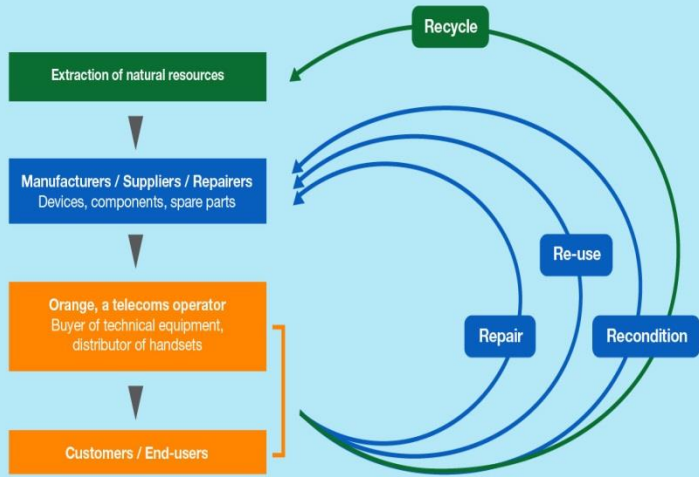 Recycle
Extraction of natural resources
Manufacturers / Suppliers / Repairers
Devices, components, spare parts
Re-use
Orange, a telecoms operator
Buyer of technical equipment,
distributor of handsets
Repair
Recondition
Customers / End-users